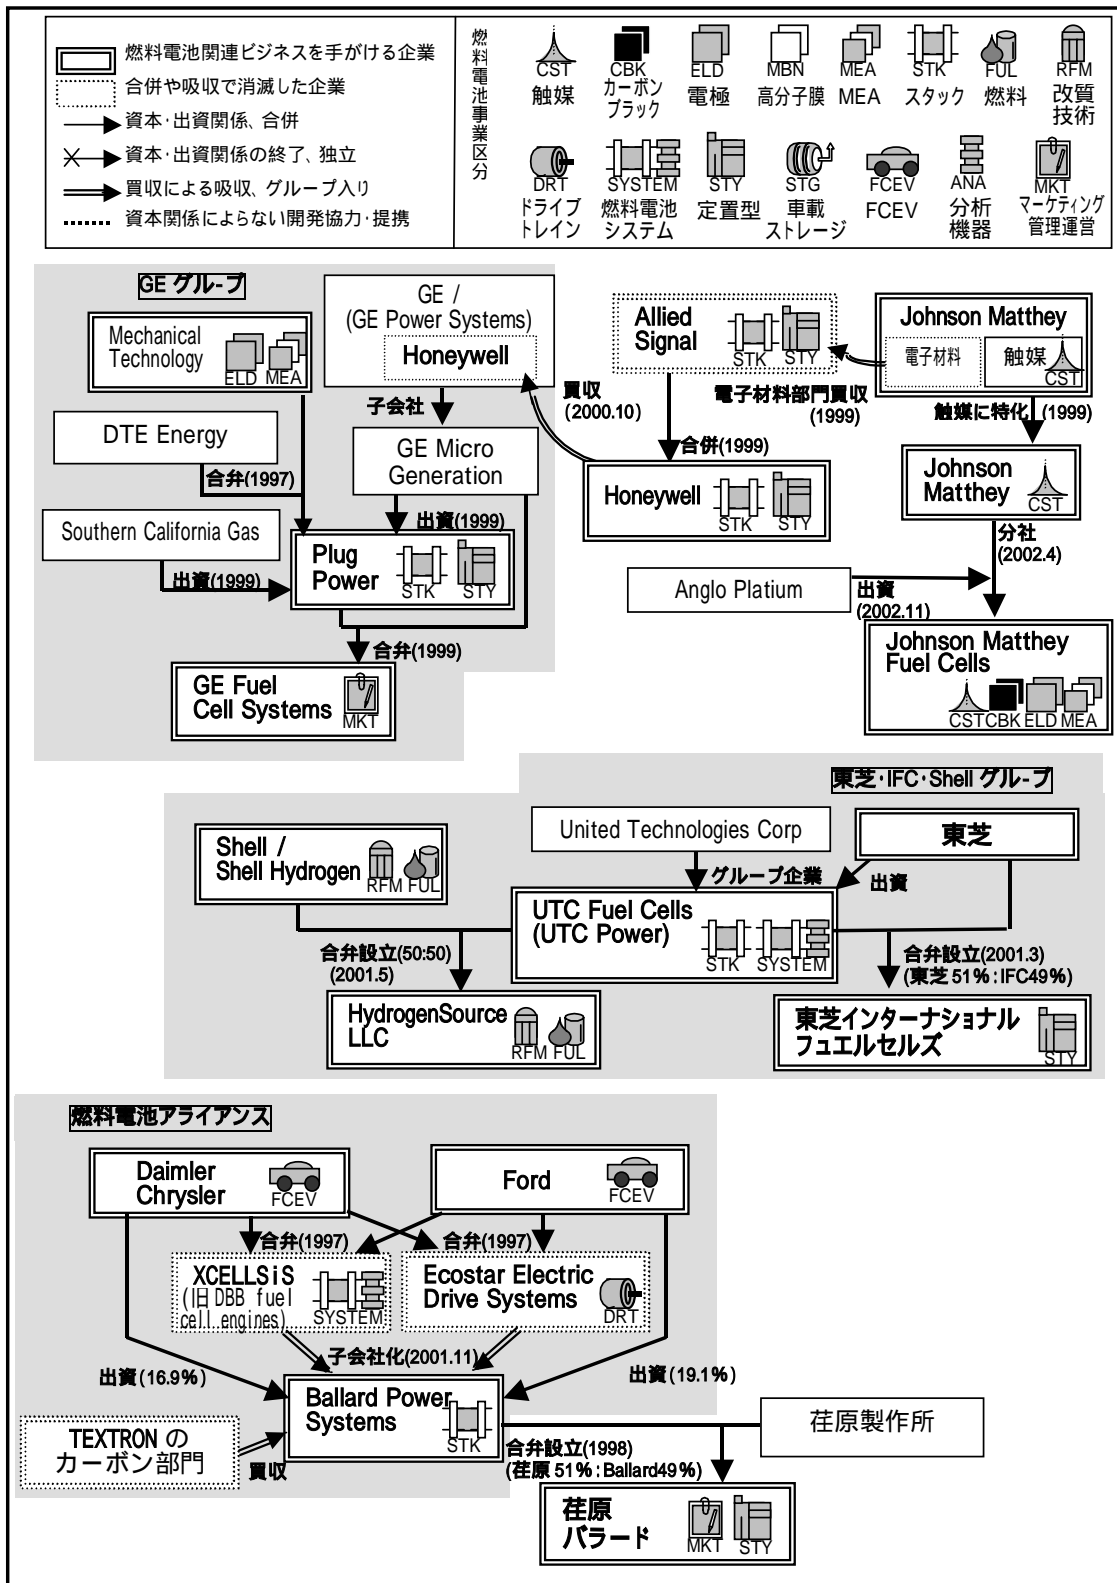 燃料電池関連ビジネスを手がける企業
合併や吸収で消滅した企業
資本・出資関係、合併
資本・出資関係の終了、独立
買収による吸収、グループ入り
資本関係によらない開発協力・提携
燃料電池事業区分
CST
触媒
CBK
カーボン
ブラック
ELD
電極
MBN
高分子膜
MEA
MEA
STK
スタック
FUL
燃料
RFM
改質
技術
DRT
ドライブ
トレイン
SYSTEM
燃料電池
システム
STY
定置型
STG
車載
ストレージ
FCEV
FCEV
ANA
分析
機器
MKT
マーケティング
管理運営
GE グループ
Mechanical
Technology
ELD MEA
GE /
(GE Power Systems)
Honeywell
Allied
Signal
STK STY
Johnson Matthey
電子材料
触媒
CST
買収
(2000.10)
電子材料部門買収
(1999)
触媒に特化 (1999)
子会社
DTE Energy
合弁(1997)
GE Micro
Generation
合併(1999)
Honeywell
STK STY
Johnson
Matthey
CST
分社
(2002.4)
Southern California Gas
出資(1999)
出資(1999)
Plug
Power
STK STY
Anglo Platium
出資
(2002.11)
合弁(1999)
GE Fuel
Cell Systems
MKT
Johnson Matthey
Fuel Cells
CST CBK ELD MEA
東芝・IFC・Shell グループ
Shell /
Shell Hydrogen
RFM FUL
United Technologies Corp
東芝
グループ企業
出資
UTC Fuel Cells
(UTC Power)
STK SYSTEM
合弁設立(50:50)
(2001.5)
合弁設立(2001.3)
(東芝 51%:IFC49%)
HydrogenSource
LLC
RFM FUL
東芝インターナショナル
フュエルセルズ
STY
燃料電池アライアンス
Daimler
Chrysler
FCEV
Ford
FCEV
合弁(1997)
合弁(1997)
XCELLSiS
(旧 DBB fuel
cell engines)
SYSTEM
Ecostar Electric
Drive Systems
DRT
子会社化(2001.11)
出資(16.9%)
出資(19.1%)
Ballard Power
Systems
STK
TEXTRON の
カーボン部門
買収
荏原製作所
合弁設立(1998)
(荏原 51%:Ballard49%)
荏原
バラード
MKT STY